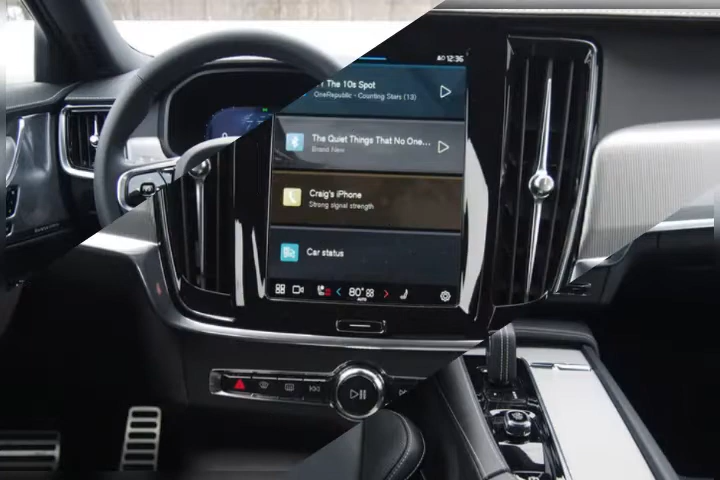 12:36
The 10s Spot
OneRepublic - Counting Stars (13)
The Quiet Things That No One...
Brand New
Craig's iPhone
Strong signal strength
Car status
80°
AUTO